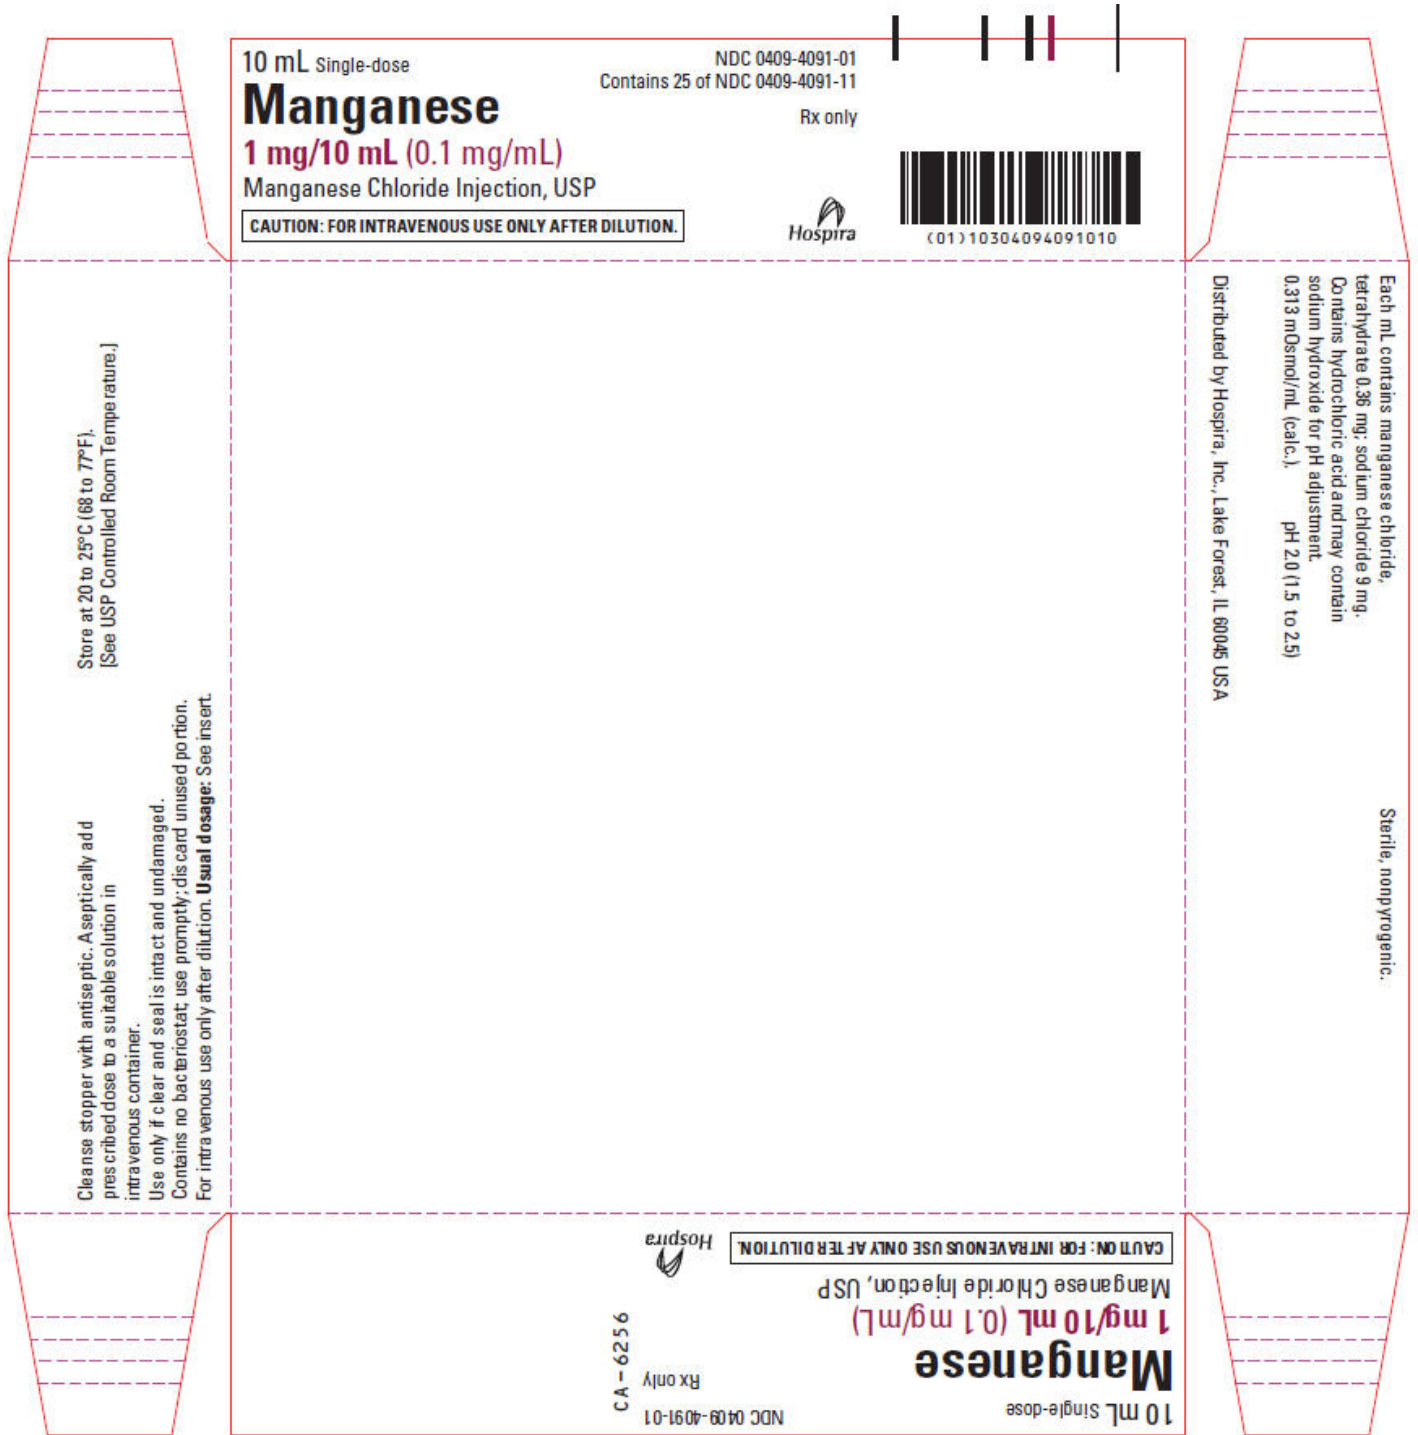 10 mL Single-dose
Manganese
1 mg/10 mL (0.1 mg/mL)
Manganese Chloride Injection, USP
CAUTION: FOR INTRAVENOUS USE ONLY AFTER DILUTION.
NDC 0409-4091-01
Contains 25 of NDC 0409-4091-11
Rx only
Hospira
(01)10304094091010
Each mL contains manganese chloride,
tetrahydrate 0.36 mg; sodium chloride 9 mg.
Contains hydrochloric acid and may contain
sodium hydroxide for pH adjustment.
0.313 mOsmol/mL (calc.). pH 2.0 (1.5 to 2.5)
Sterile, nonpyrogenic.
Distributed by Hospira, Inc., Lake Forest, IL 60045 USA
Store at 20 to 25°C (68 to 77°F).
[See USP Controlled Room Temperature.]
Cleanse stopper with antiseptic. Aseptically add
prescribed dose to a suitable solution in
intravenous container.
Use only if clear and seal is intact and undamaged.
Contains no bacteriostat; use promptly; discard unused portion.
For intravenous use only after dilution. Usual dosage: See insert.
10 mL Single-dose
Manganese
1 mg/10 mL (0.1 mg/mL)
Manganese Chloride Injection, USP
CAUTION: FOR INTRAVENOUS USE ONLY AFTER DILUTION.
NDC 0409-4091-01
Rx only
CA-6256
Hospira